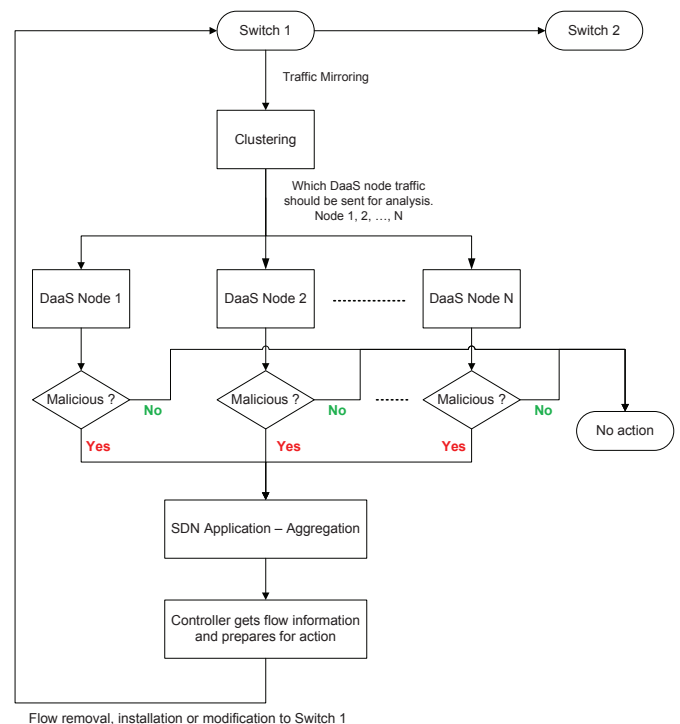 Switch 1
Switch 2
Traffic Mirroring
Clustering
Which DaaS node traffic
should be sent for analysis.
Node 1, 2, …, N
DaaS Node 1
DaaS Node 2
DaaS Node N
Malicious ?
No
Malicious ?
No
Malicious ?
No
No action
Yes
Yes
Yes
SDN Application – Aggregation
Controller gets flow information
and prepares for action
Flow removal, installation or modification to Switch 1